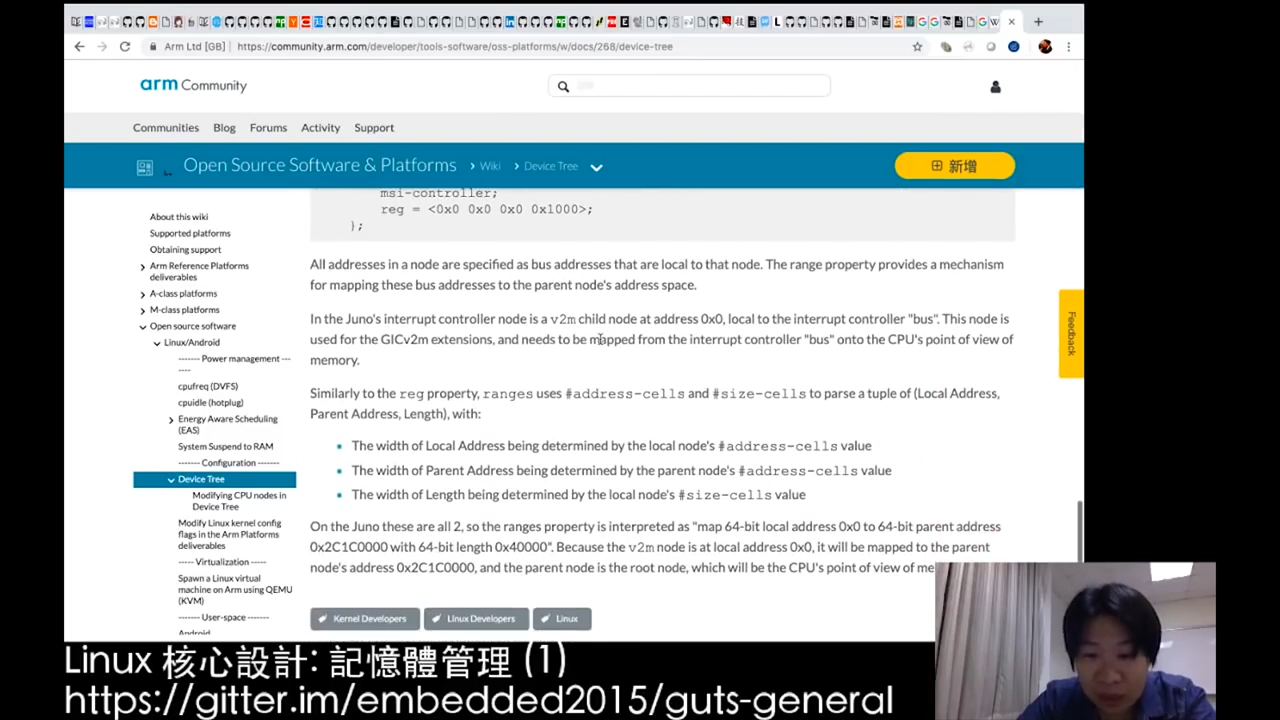 Arm Ltd [GB]
https://community.arm.com/developer/tools-software/oss-platforms/w/docs/268/device-tree
arm Community
Communities
Blog
Forums
Activity
Support
Open Source Software & Platforms
Wiki
Device Tree
新增
About this wiki
Supported platforms
Obtaining support
Arm Reference Platforms
deliverables
A-class platforms
M-class platforms
Open source software
Linux/Android
------- Power management ----
----
cpufreq (DVFS)
cpuidle (hotplug)
Energy Aware Scheduling
(EAS)
System Suspend to RAM
------- Configuration -------
Device Tree
Modifying CPU nodes in
Device Tree
Modify Linux kernel config
flags in the Arm Platforms
deliverables
----- Virtualization -----
Spawn a Linux virtual
machine on Arm using QEMU
(KVM)
------- User-space -------
Android
msi-controller;
reg = <0x0 0x0 0x0 0x1000>;
};
All addresses in a node are specified as bus addresses that are local to that node. The range property provides a mechanism
for mapping these bus addresses to the parent node's address space.
In the Juno's interrupt controller node is a v2m child node at address 0x0, local to the interrupt controller "bus". This node is
used for the GICv2m extensions, and needs to be mapped from the interrupt controller "bus" onto the CPU's point of view of
memory.
Similarly to the reg property, ranges uses #address-cells and #size-cells to parse a tuple of (Local Address,
Parent Address, Length), with:
• The width of Local Address being determined by the local node's #address-cells value
• The width of Parent Address being determined by the parent node's #address-cells value
• The width of Length being determined by the local node's #size-cells value
On the Juno these are all 2, so the ranges property is interpreted as "map 64-bit local address 0x0 to 64-bit parent address
0x2C1C0000 with 64-bit length 0x40000". Because the v2m node is at local address 0x0, it will be mapped to the parent
node's address 0x2C1C0000, and the parent node is the root node, which will be the CPU's point of view of
Kernel Developers
Linux Developers
Linux
Feedback
Linux 核心設計: 記憶體管理 (1)
https://gitter.im/embedded2015/guts-general